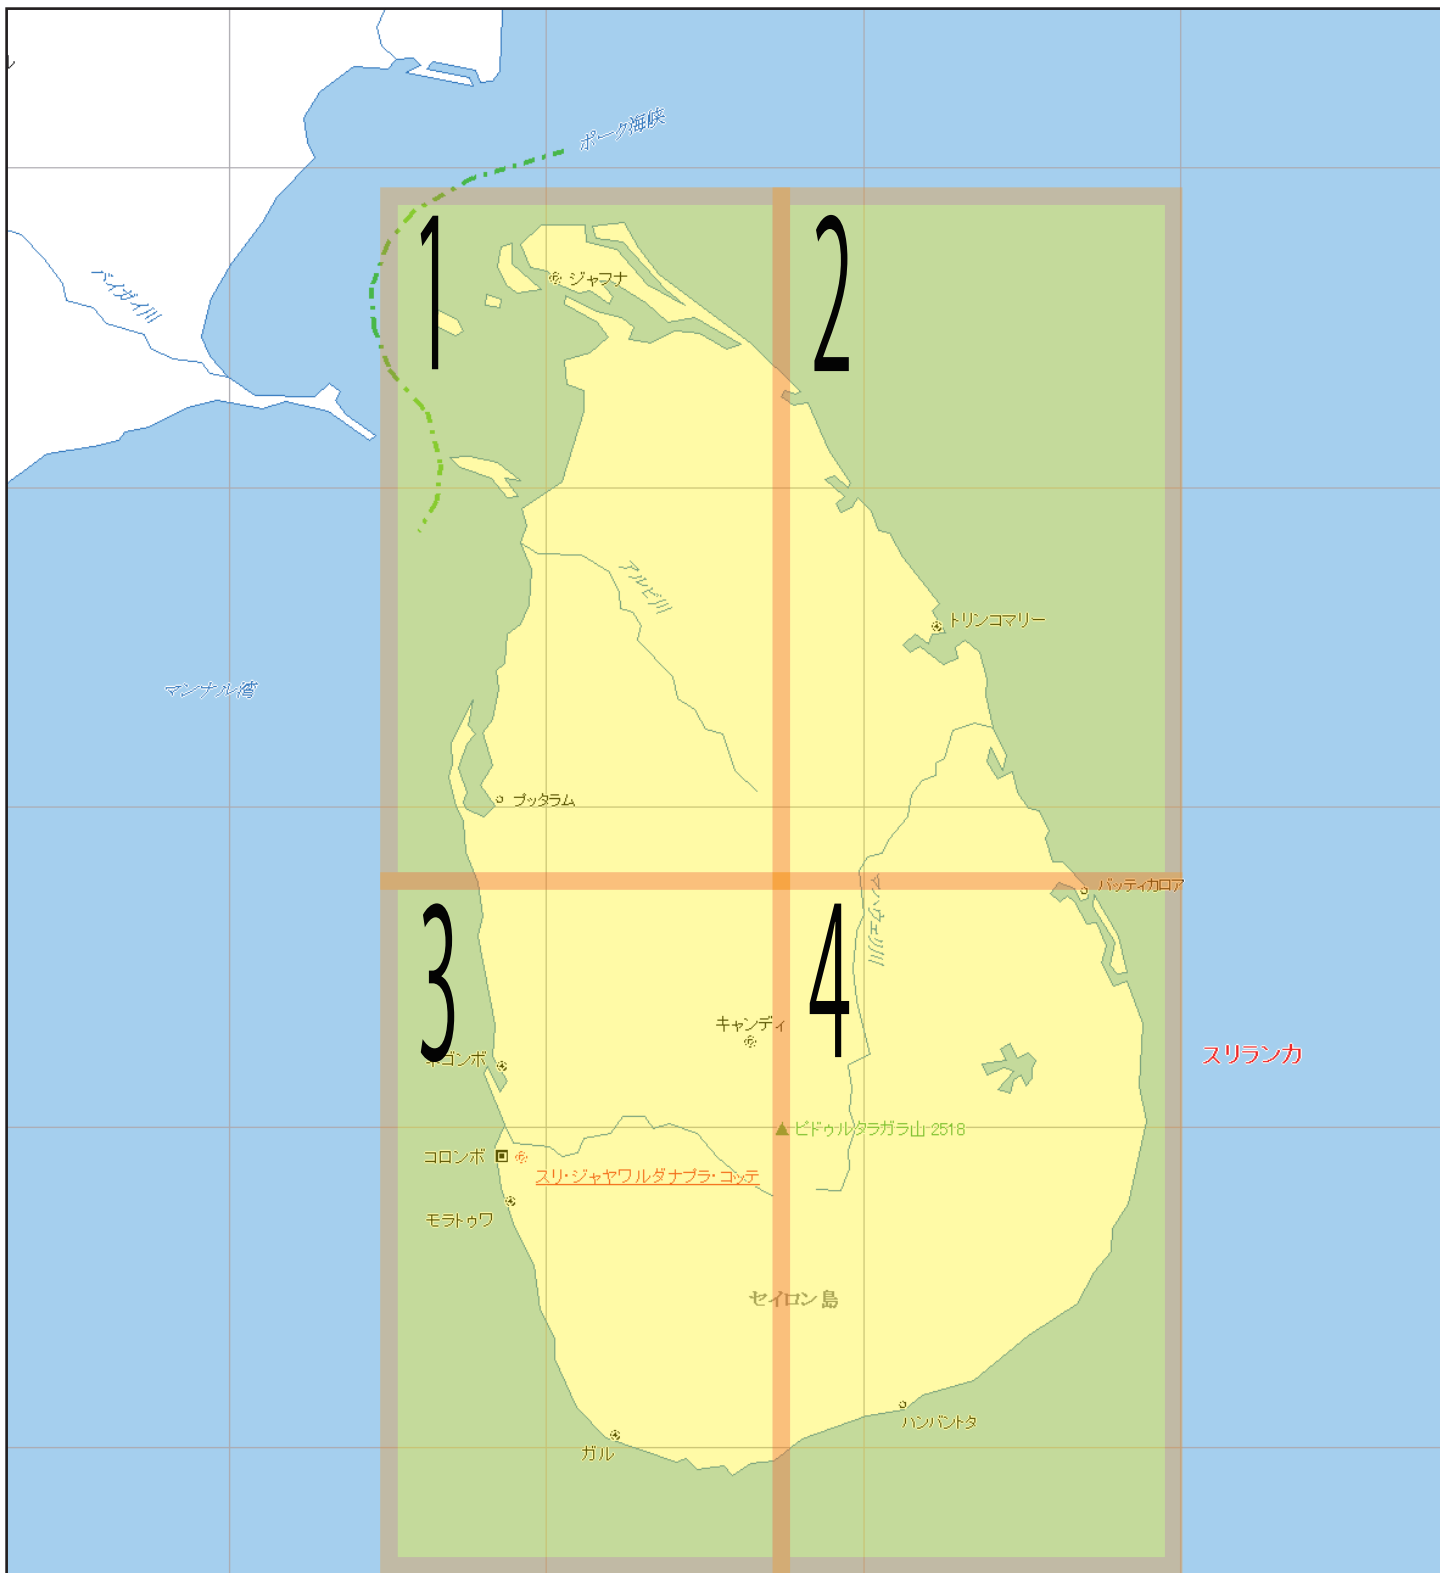 ポーク海峡
1
2
バイガイ川
ジャフナ
アルビ川
トリンコマリー
マンナル湾
プッタラム
3
4
バッティカロア
マハウェリ川
キャンディ
スリランカ
ビドゥルタラガラ山 2518
コロンボ
スリ・ジャヤワルダナプラ・コッテ
モラトゥワ
セイロン島
ハンバントタ
ガル